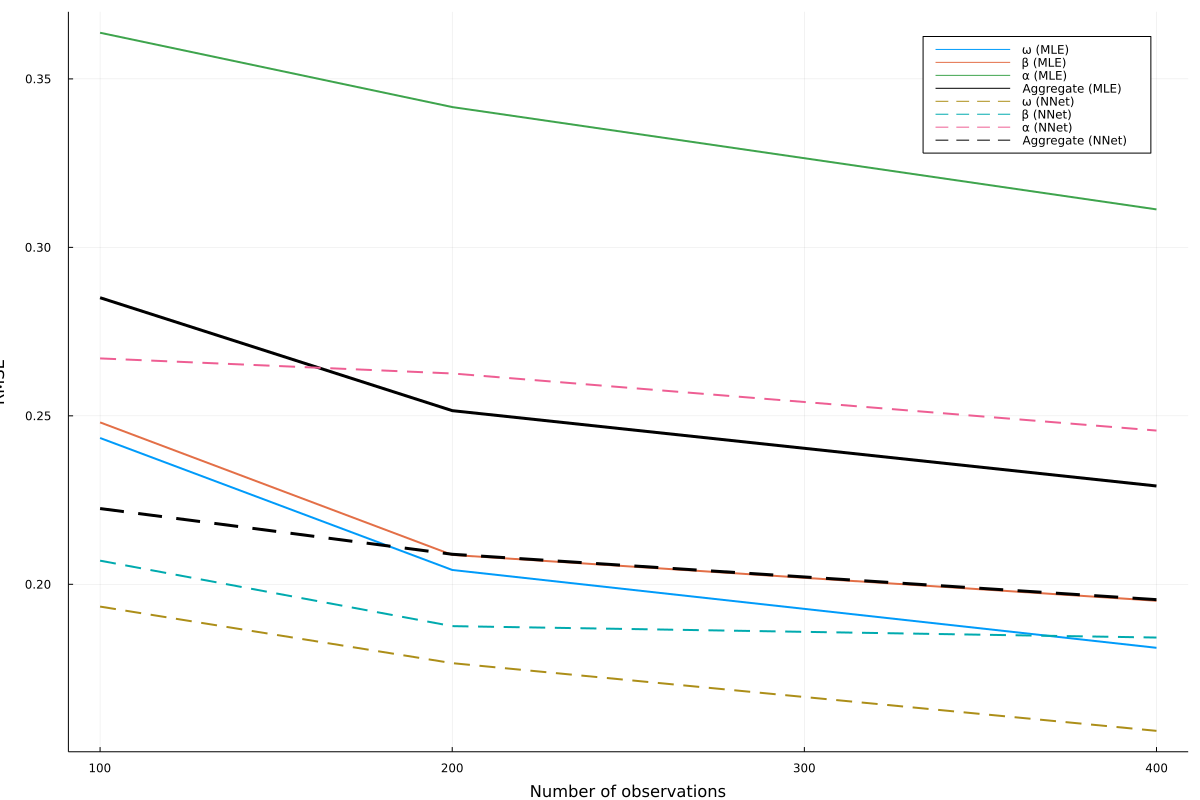 ω (MLE)
β (MLE)
α (MLE)
Aggregate (MLE)
ω (NNet)
β (NNet)
α (NNet)
Aggregate (NNet)
0.35
0.30
0.25
0.20
100
200
300
400
Number of observations